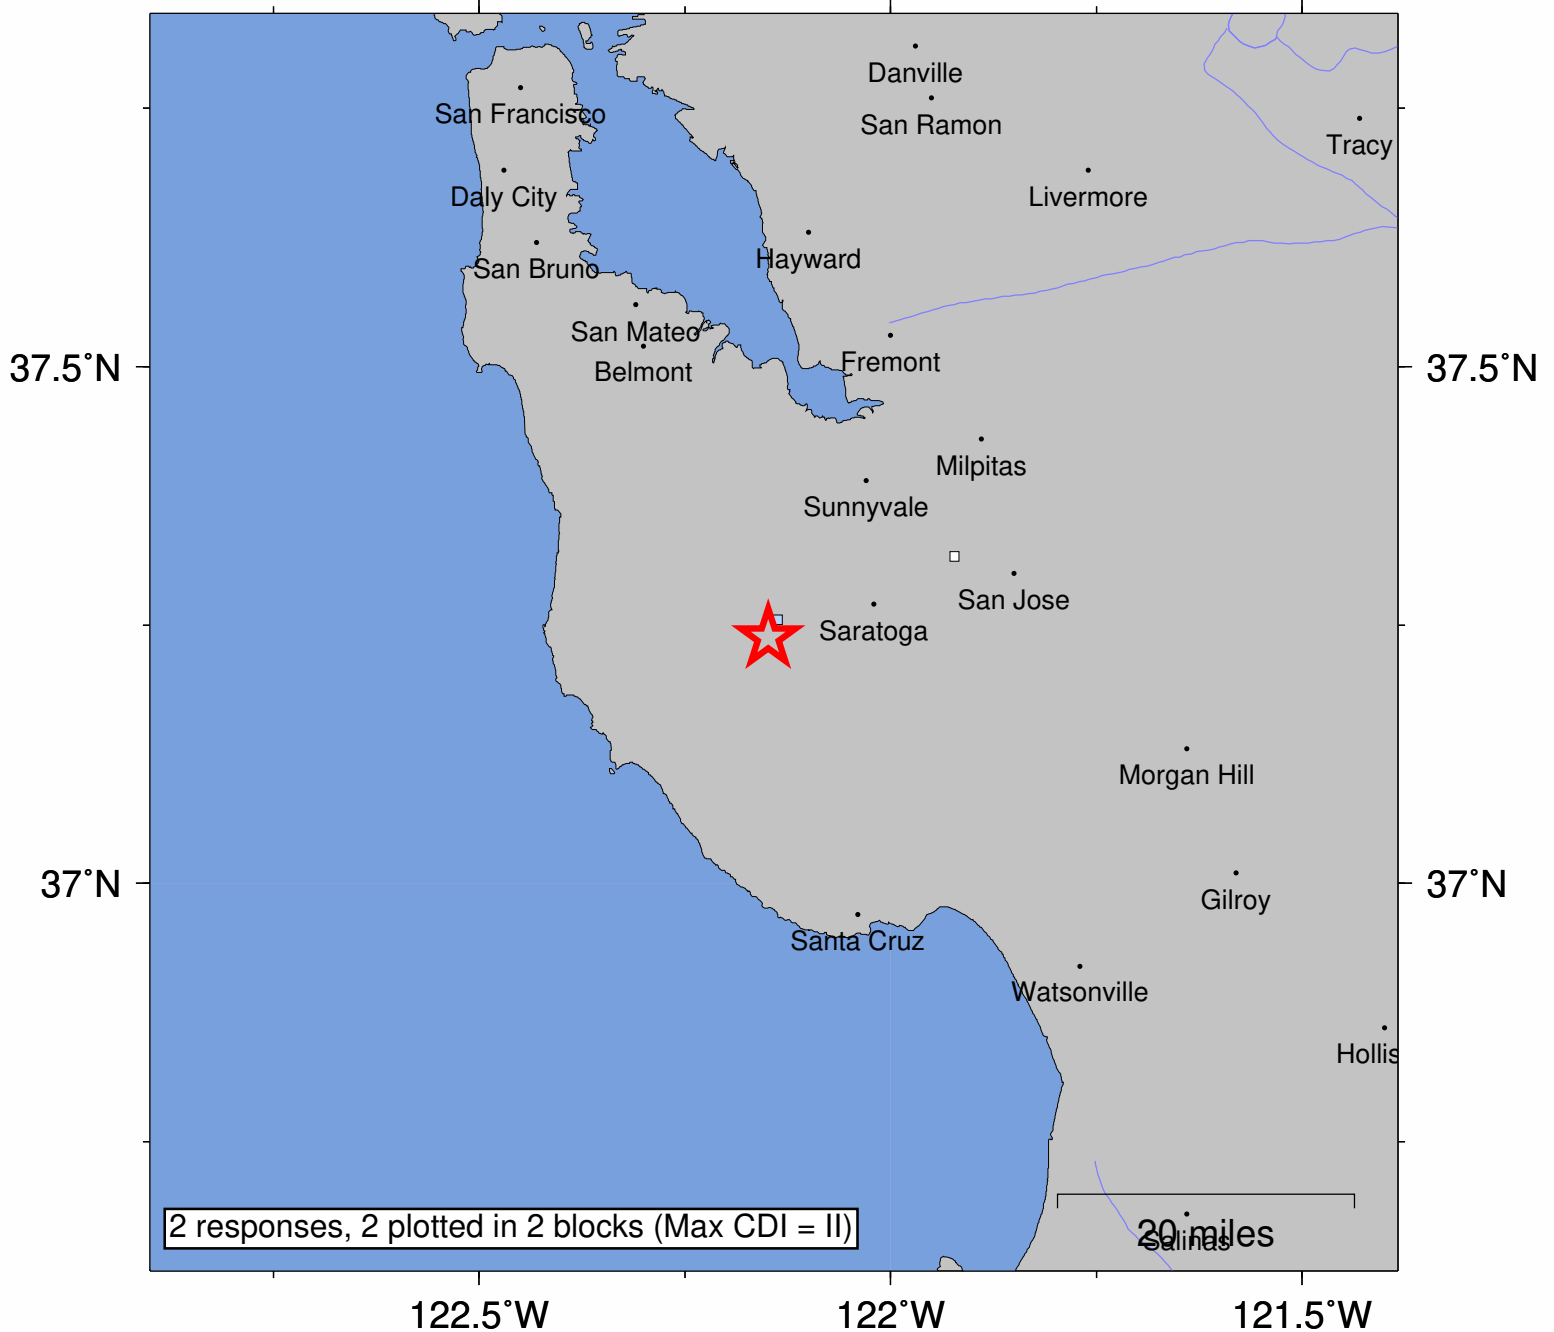 Danville
San Francisco
San Ramon
Tracy
Daly City
Livermore
Hayward
San Bruno
San Mateo
Fremont
Belmont
37.5˚N
37.5˚N
Milpitas
Sunnyvale
San Jose
Saratoga
Morgan Hill
37˚N
37˚N
Gilroy
Santa Cruz
Watsonville
Hollis
2 responses, 2 plotted in 2 blocks (Max CDI = II)
20 miles
Salinas
122.5˚W
122˚W
121.5˚W